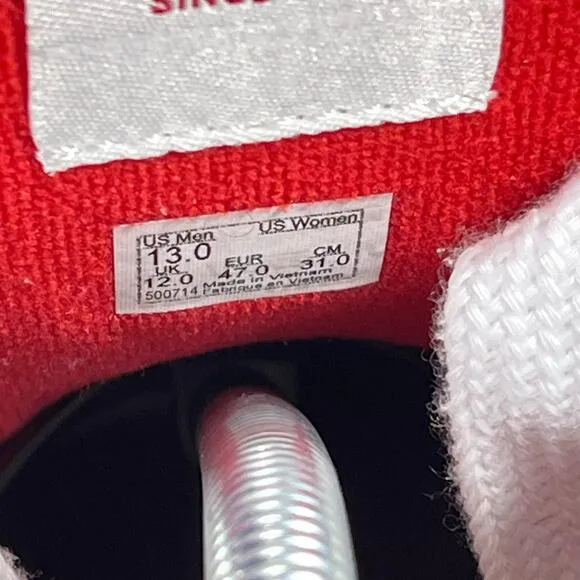 US Men US Women
13.0
UK EUR CM
12.0 47.0 31.0
Made in Vietnam
500714 Fabriqué en Vietnam